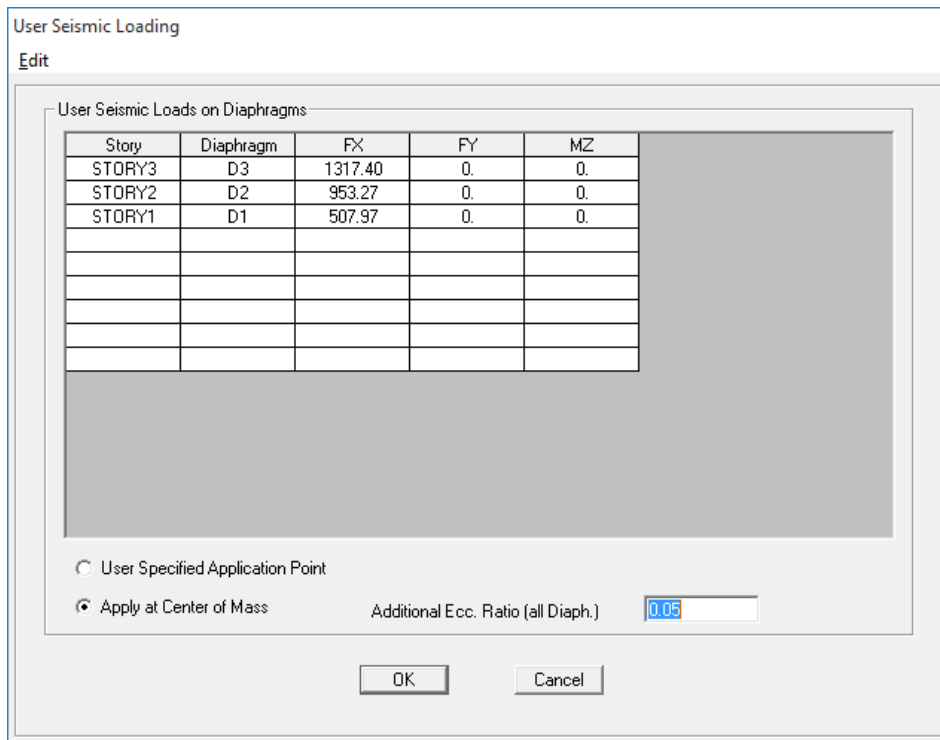 User Seismic Loading
Edit
User Seismic Loads on Diaphragms
Story Diaphragm FX FY MZ
STORY3 D3 1317.40 0. 0.
STORY2 D2 953.27 0. 0.
STORY1 D1 507.97 0. 0.
User Specified Application Point
Apply at Center of Mass Additional Ecc. Ratio (all Diaph.) 0.05
OK Cancel